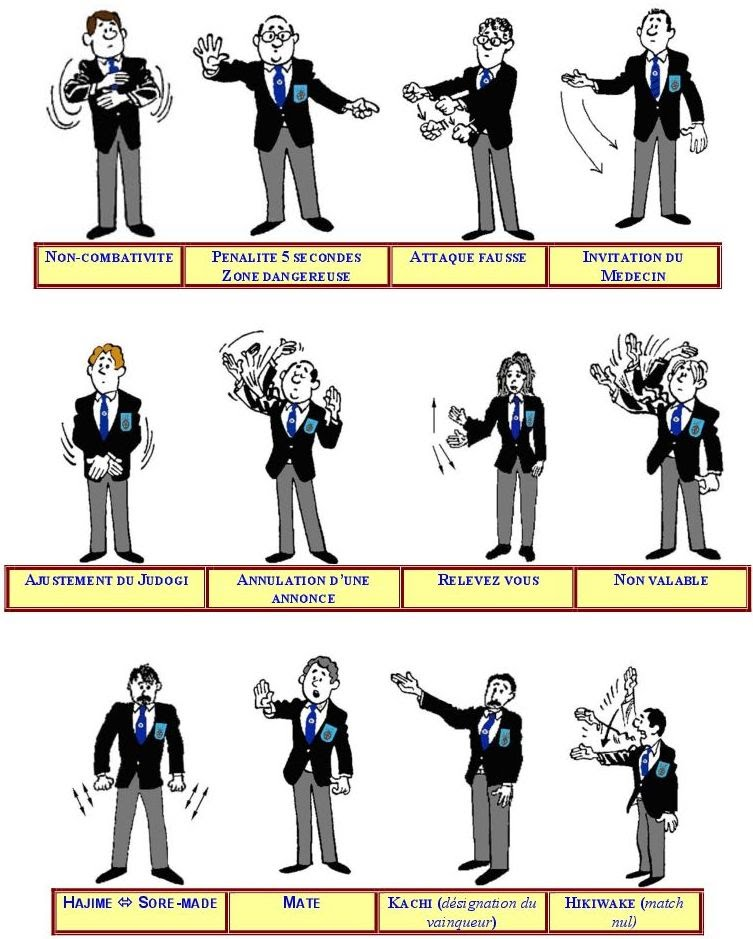 NON-COMBATIVITE
PENALITE 5 SECONDES
ZONE DANGEREUSE
ATTAQUE FAUSSE
INVITATION DU
MEDECIN
AJUSTEMENT DU JUDOGI
ANNULATION D'UNE
ANNONCE
RELEVEZ VOUS
NON VALABLE
HAJIME ⇔ SORE-MADE
MATE
KACHI (désignation du
vainqueur)
HIKIWAKE (match
nul)